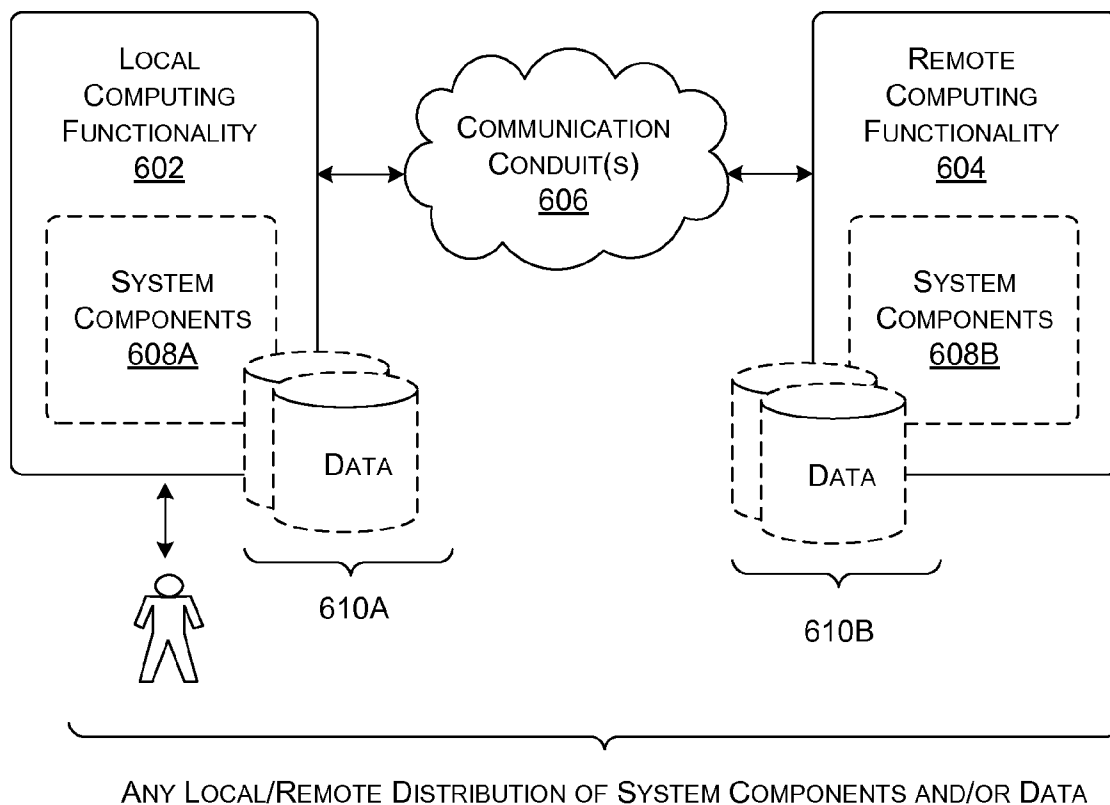 LOCAL
COMPUTING
FUNCTIONALITY
602
SYSTEM
COMPONENTS
608A
DATA
610A
COMMUNICATION
CONDUIT(S)
606
REMOTE
COMPUTING
FUNCTIONALITY
604
SYSTEM
COMPONENTS
608B
DATA
610B
ANY LOCAL/REMOTE DISTRIBUTION OF SYSTEM COMPONENTS AND/OR DATA